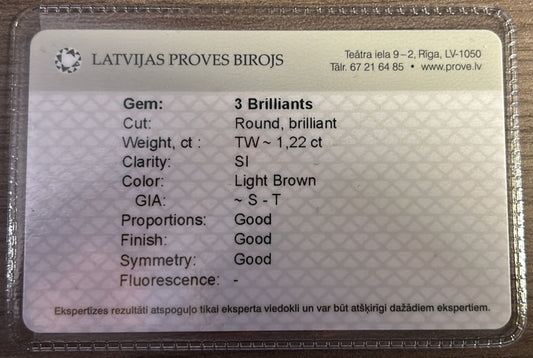 LATVIJAS PROVES BIROJS
Teātra iela 9 – 2, Rīga, LV-1050
Tālr. 67 21 64 85 • www.prove.lv
Gem: 3 Brilliants
Cut: Round, brilliant
Weight, ct : TW ~ 1,22 ct
Clarity: SI
Color: Light Brown
GIA: ~ S - T
Proportions: Good
Finish: Good
Symmetry: Good
Fluorescence: -
Ekspertīzes rezultāti atspoguļo tikai eksperta viedokli un var būt atšķirīgi dažādiem ekspertiem.